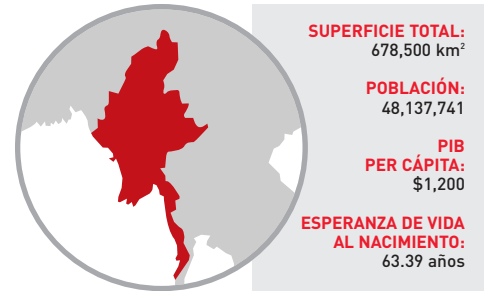 SUPERFICIE TOTAL:
678,500 km²
POBLACIÓN:
48,137,741
PIB
PER CÁPITA:
$1,200
ESPERANZA DE VIDA
AL NACIMIENTO:
63.39 años